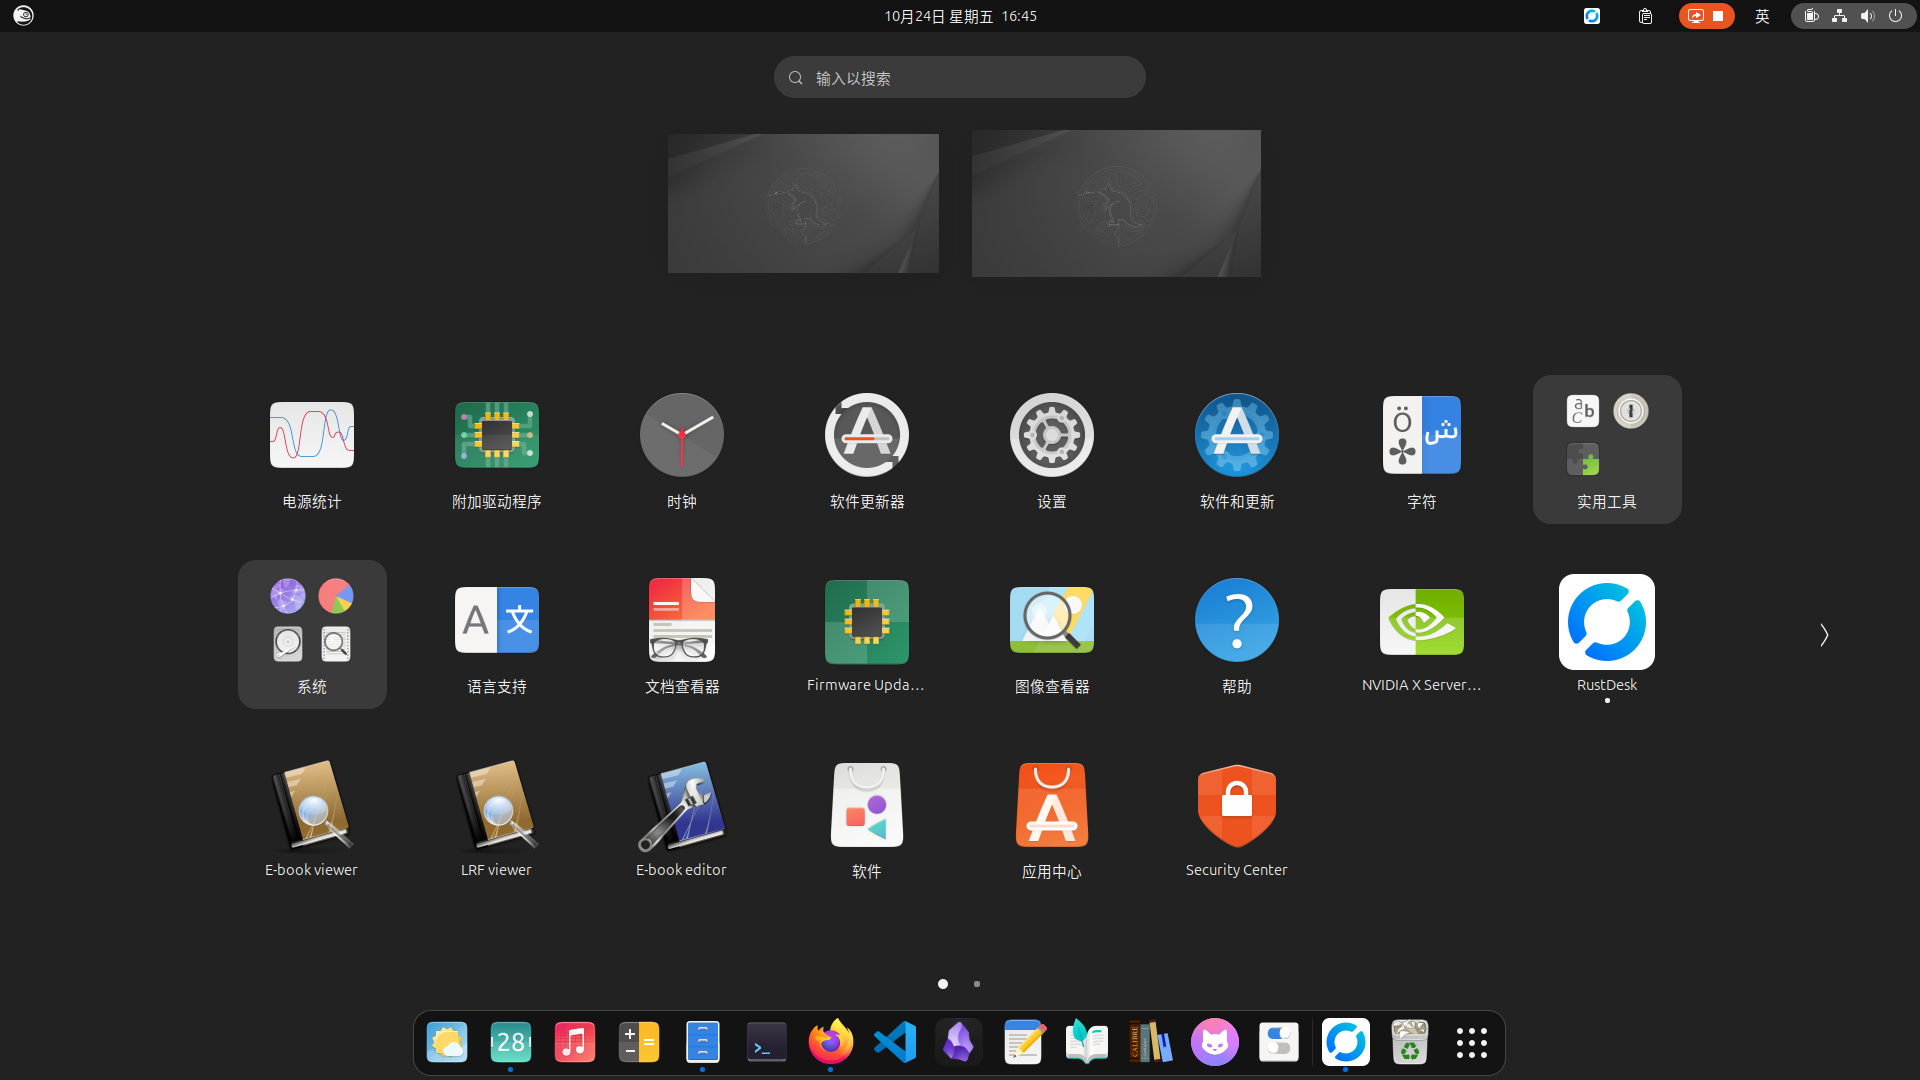 10月24日 星期五 16:45
英
输入以搜索
电源统计
附加驱动程序
时钟
软件更新器
设置
软件和更新
字符
实用工具
系统
语言支持
文档查看器
Firmware Upda…
图像查看器
帮助
NVIDIA X Server…
RustDesk
E-book viewer
LRF viewer
E-book editor
软件
应用中心
Security Center
28
CALIBRE